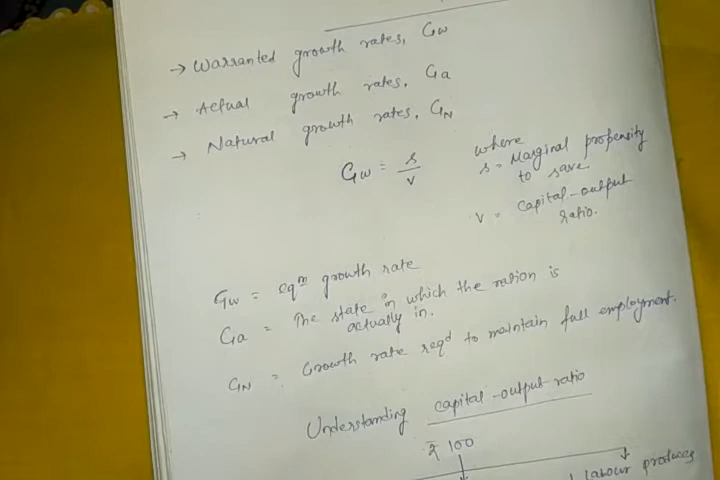 → Warranted growth rates, Gw
→ Actual growth rates, Ga
→ Natural growth rates, GN
Gw = s/v
where
s = Marginal propensity
to save
v = capital-output
ratio.
Gw = eqm growth rate
Ga = The state in which the nation is
actually in.
GN = Growth rate reqd to maintain full employment.
Understanding capital-output ratio
₹ 100
labour produces